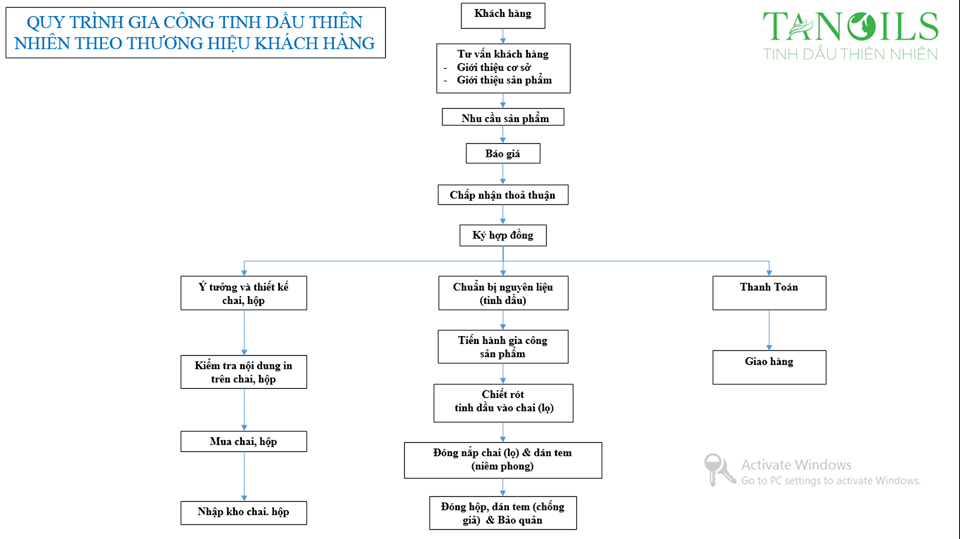 QUY TRÌNH GIA CÔNG TINH DẦU THIÊN
NHIÊN THEO THƯƠNG HIỆU KHÁCH HÀNG
Khách hàng
TANOILS
TINH DẦU THIÊN NHIÊN
Tư vấn khách hàng
- Giới thiệu cơ sở
- Giới thiệu sản phẩm
Nhu cầu sản phẩm
Báo giá
Chấp nhận thoả thuận
Ký hợp đồng
Ý tưởng và thiết kế
chai, hộp
Kiểm tra nội dung in
trên chai, hộp
Mua chai, hộp
Nhập kho chai. hộp
Chuẩn bị nguyên liệu
(tinh dầu)
Tiến hành gia công
sản phẩm
Chiết rót
tinh dầu vào chai (lọ)
Đóng nắp chai (lọ) & dán tem
(niêm phong)
Đóng hộp, dán tem (chống
giả) & Bảo quản
Thanh Toán
Giao hàng
Activate Windows
Go to PC settings to activate Windows.